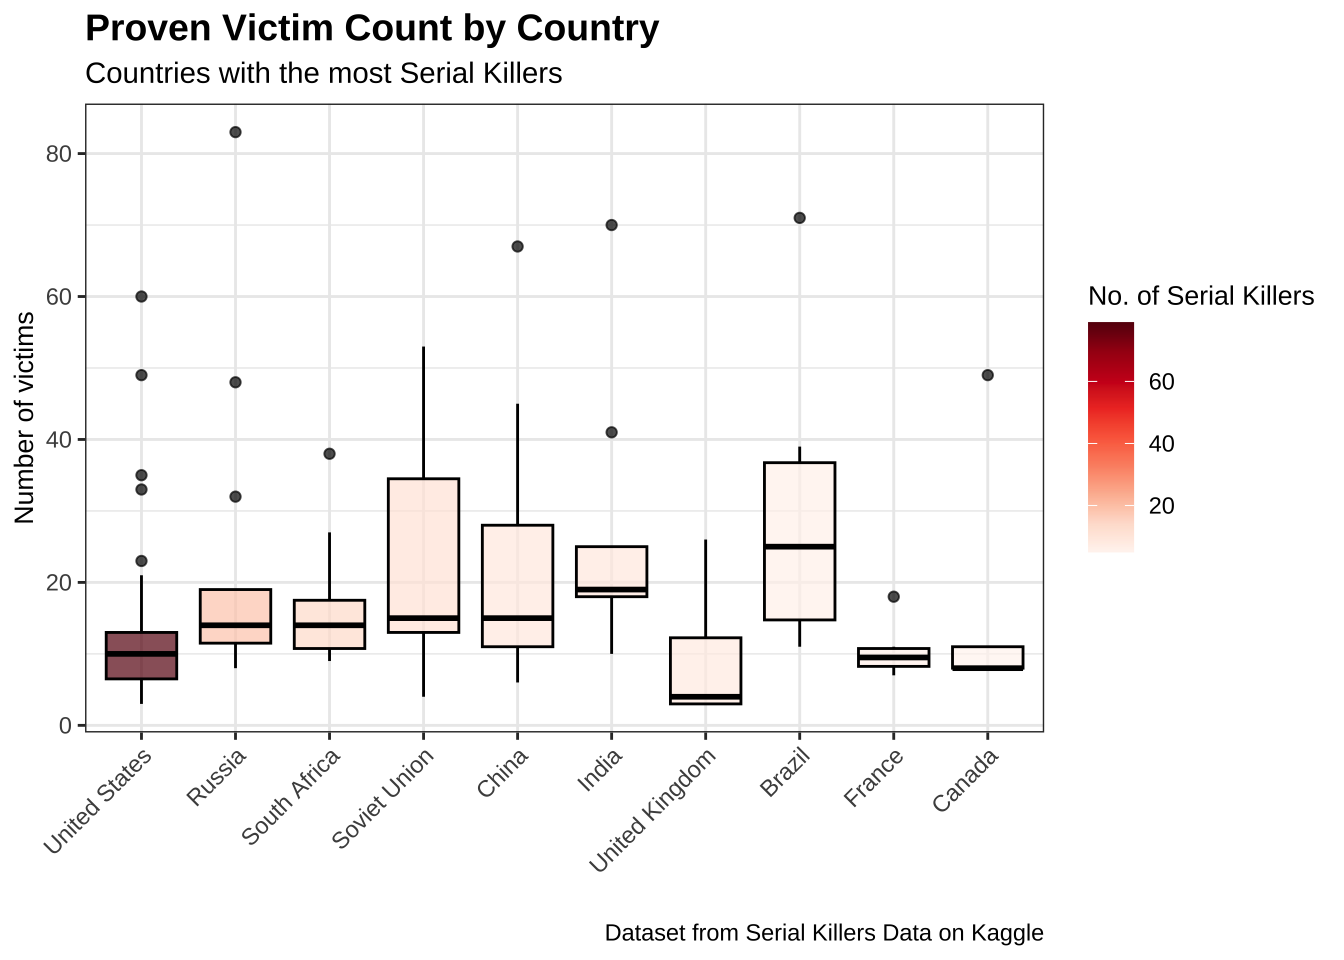 Proven Victim Count by Country
Countries with the most Serial Killers
Number of victims
80
60
40
20
0
United States
Russia
South Africa
Soviet Union
China
India
United Kingdom
Brazil
France
Canada
No. of Serial Killers
60
40
20
Dataset from Serial Killers Data on Kaggle